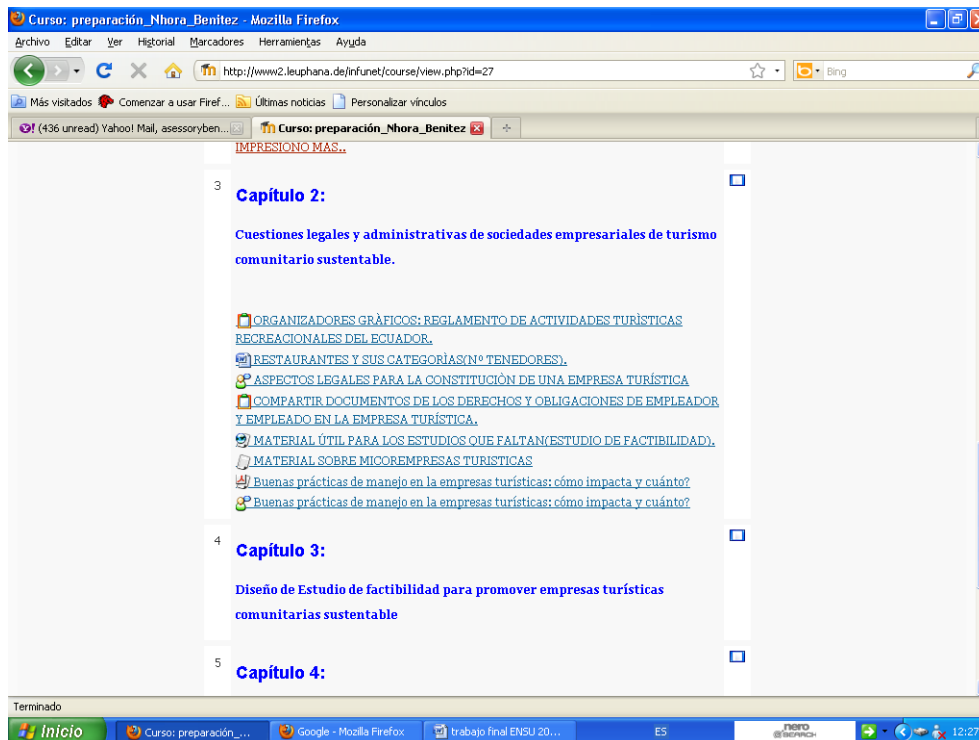 Curso: preparación_Nhora_Benitez - Mozilla Firefox
Archivo Editar Ver Historial Marcadores Herramientas Ayuda
http://www2.leuphana.de/infunet/course/view.php?id=27
Bing
Más visitados Comenzar a usar Firef... Últimas noticias Personalizar vínculos
(436 unread) Yahoo! Mail, asessoryben... Curso: preparación_Nhora_Benitez
IMPRESIONO MAS..
3
Capítulo 2:
Cuestiones legales y administrativas de sociedades empresariales de turismo
comunitario sustentable.
ORGANIZADORES GRÀFICOS: REGLAMENTO DE ACTIVIDADES TURÌSTICAS
RECREACIONALES DEL ECUADOR.
RESTAURANTES Y SUS CATEGORÌAS(Nº TENEDORES).
ASPECTOS LEGALES PARA LA CONSTITUCIÒN DE UNA EMPRESA TURÍSTICA
COMPARTIR DOCUMENTOS DE LOS DERECHOS Y OBLIGACIONES DE EMPLEADOR
Y EMPLEADO EN LA EMPRESA TURÍSTICA.
MATERIAL ÚTIL PARA LOS ESTUDIOS QUE FALTAN(ESTUDIO DE FACTIBILIDAD).
MATERIAL SOBRE MICOREMPRESAS TURISTICAS
Buenas prácticas de manejo en la empresas turísticas: cómo impacta y cuánto?
Buenas prácticas de manejo en la empresas turísticas: cómo impacta y cuánto?
4
Capítulo 3:
Diseño de Estudio de factibilidad para promover empresas turísticas
comunitarias sustentable
5
Capítulo 4:
Terminado
Inicio Curso: preparación_... Google - Mozilla Firefox trabajo final ENSU 20... ES nero SEARCH 12:27